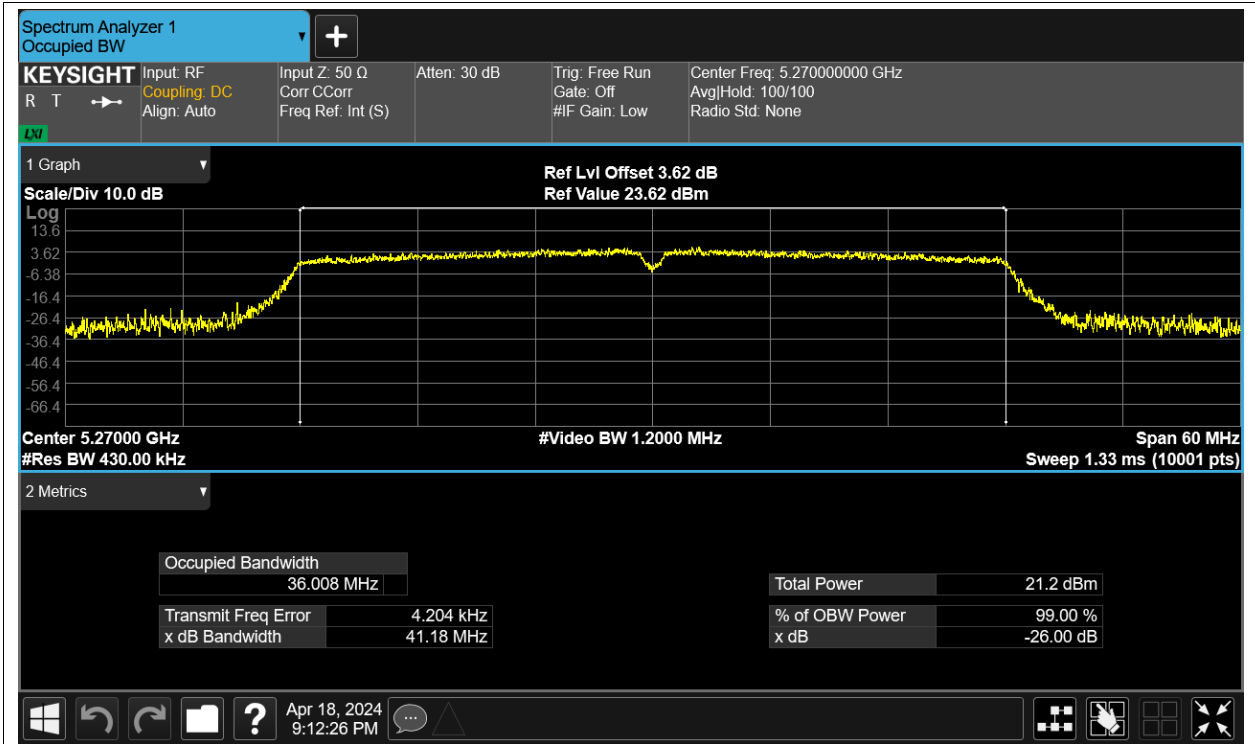 Spectrum Analyzer 1
Occupied BW
KEYSIGHT
R T
LXI
Input: RF
Coupling: DC
Align: Auto
Input Z: 50 Ω
Corr CCorr
Freq Ref: Int (S)
Atten: 30 dB
Trig: Free Run
Gate: Off
#IF Gain: Low
Center Freq: 5.270000000 GHz
Avg|Hold: 100/100
Radio Std: None
1 Graph
Scale/Div 10.0 dB
Ref Lvl Offset 3.62 dB
Ref Value 23.62 dBm
Log
13.6
3.62
-6.38
-16.4
-26.4
-36.4
-46.4
-56.4
-66.4
Center 5.27000 GHz
#Video BW 1.2000 MHz
Span 60 MHz
#Res BW 430.00 kHz
Sweep 1.33 ms (10001 pts)
2 Metrics
Occupied Bandwidth
36.008 MHz
Total Power 21.2 dBm
Transmit Freq Error 4.204 kHz
% of OBW Power 99.00 %
x dB Bandwidth 41.18 MHz
x dB -26.00 dB
?
Apr 18, 2024
9:12:26 PM